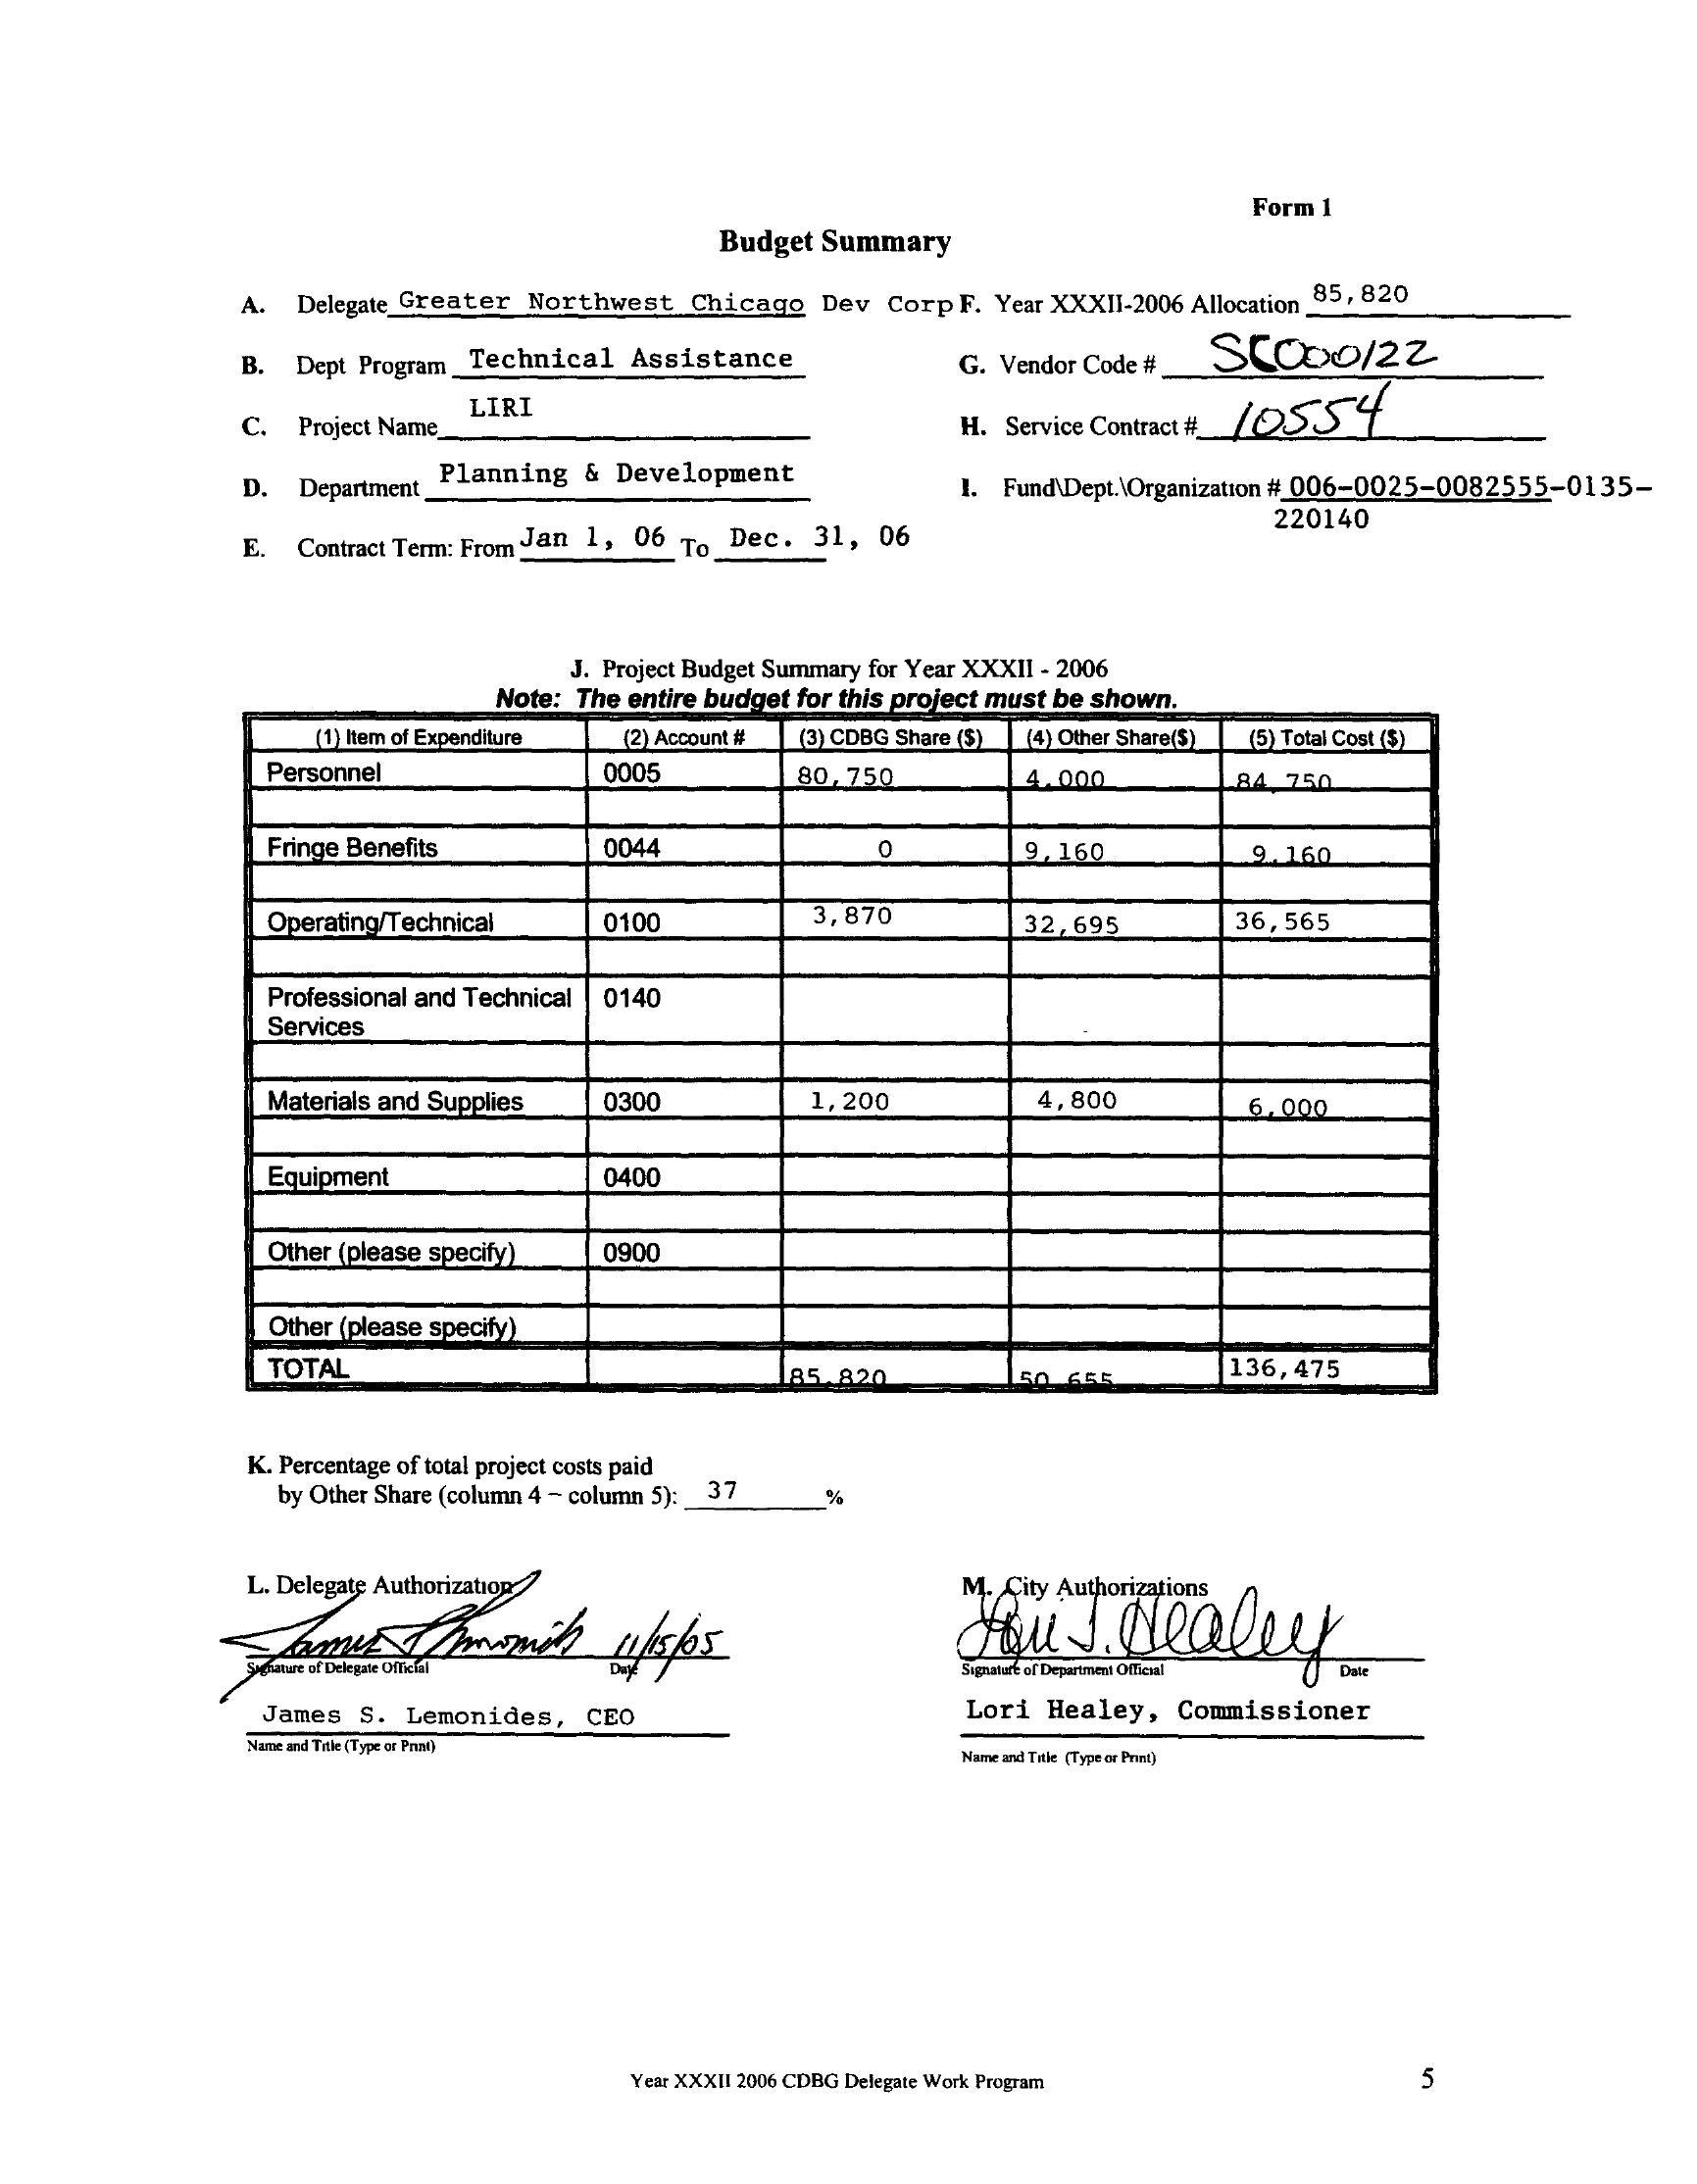 Form 1
Budget Summary
A. Delegate Greater Northwest Chicago Dev Corp F. Year XXXII-2006 Allocation 85,820
B. Dept Program Technical Assistance G. Vendor Code # SC000122
C. Project Name LIRI H. Service Contract # 10554
D. Department Planning & Development I. Fund\Dept.\Organization # 006-0025-0082555-0135-
220140
E. Contract Term: From Jan 1, 06 To Dec. 31, 06
J. Project Budget Summary for Year XXXII - 2006
Note: The entire budget for this project must be shown.
(1) Item of Expenditure (2) Account # (3) CDBG Share ($) (4) Other Share($) (5) Total Cost ($)
Personnel 0005 80,750 4,000 84,750
Fringe Benefits 0044 0 9,160 9,160
Operating/Technical 0100 3,870 32,695 36,565
Professional and Technical 0140
Services
Materials and Supplies 0300 1,200 4,800 6,000
Equipment 0400
Other (please specify) 0900
Other (please specify)
TOTAL 85,820 50,655 136,475
K. Percentage of total project costs paid
by Other Share (column 4 – column 5): 37 %
L. Delegate Authorization M. City Authorizations
11/15/05 Lori T. Healey
Signature of Delegate Official Date Signature of Department Official Date
James S. Lemonides, CEO Lori Healey, Commissioner
Name and Title (Type or Print) Name and Title (Type or Print)
Year XXXII 2006 CDBG Delegate Work Program 5